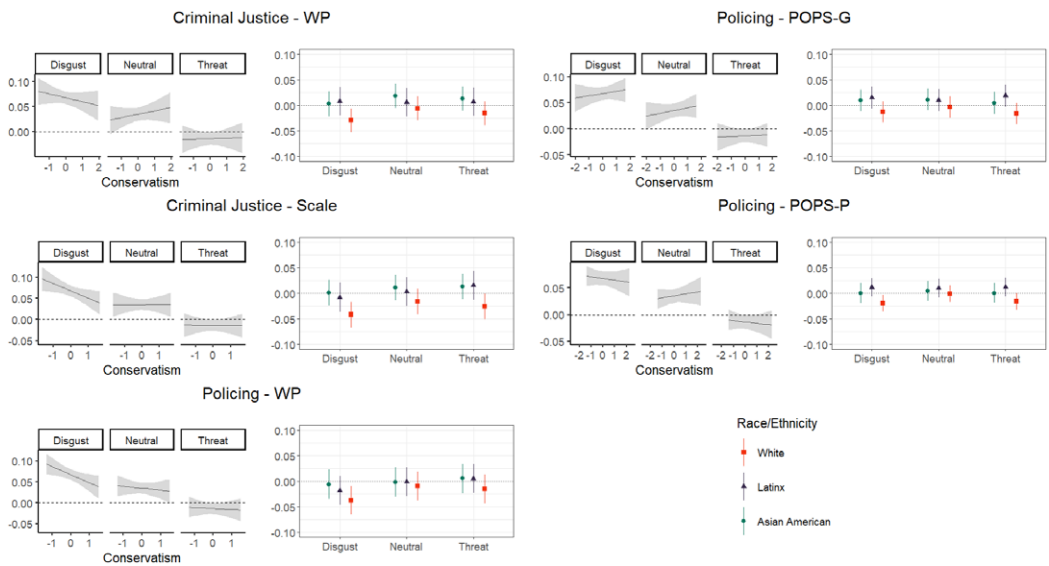 Criminal Justice - WP
Disgust Neutral Threat
0.10
0.05
0.00
-1 0 1 2 -1 0 1 2 -1 0 1 2
Conservatism
0.10
0.05
0.00
-0.05
-0.10
Disgust Neutral Threat
Policing - POPS-G
Disgust Neutral Threat
0.10
0.05
0.00
-0.05
-2 -1 0 1 2 -2 -1 0 1 2 -2 -1 0 1 2
Conservatism
0.10
0.05
0.00
-0.05
-0.10
Disgust Neutral Threat
Criminal Justice - Scale
Disgust Neutral Threat
0.15
0.10
0.05
0.00
-0.05
-1 0 1 -1 0 1 -1 0 1
Conservatism
0.10
0.05
0.00
-0.05
-0.10
Disgust Neutral Threat
Policing - POPS-P
Disgust Neutral Threat
0.05
0.00
-0.05
-2 -1 0 1 2 -2 -1 0 1 2 -2 -1 0 1 2
Conservatism
0.10
0.05
0.00
-0.05
-0.10
Disgust Neutral Threat
Policing - WP
Disgust Neutral Threat
0.10
0.05
0.00
-0.05
-1 0 1 -1 0 1 -1 0 1
Conservatism
0.10
0.05
0.00
-0.05
-0.10
Disgust Neutral Threat
Race/Ethnicity
White
Latinx
Asian American